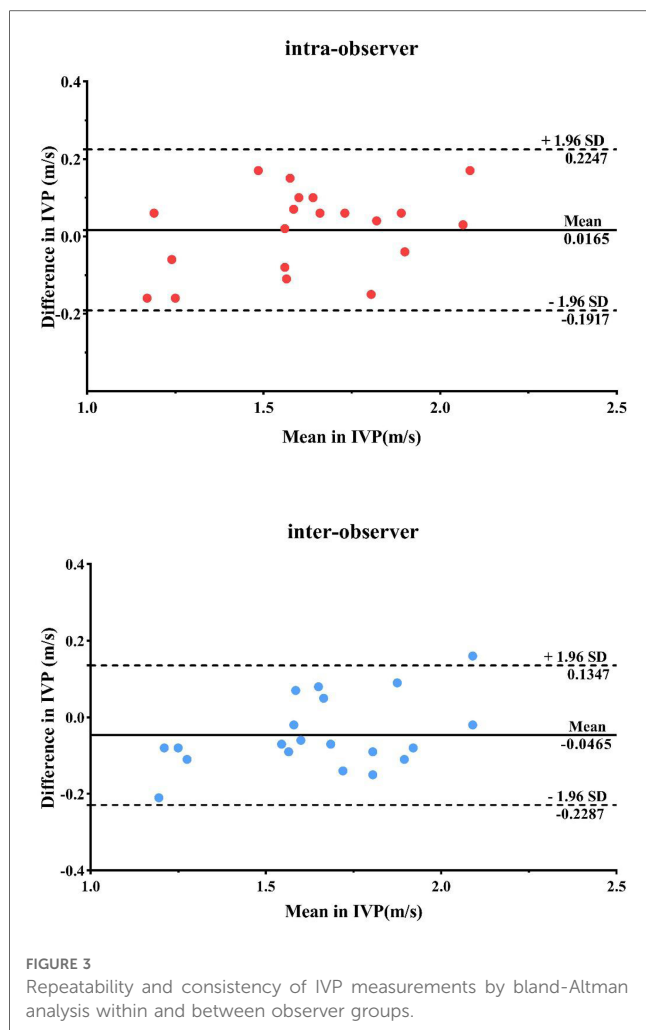 intra-observer
0.4
0.2
0.0
-0.2
Difference in IVP (m/s)
+ 1.96 SD
0.2247
Mean
0.0165
- 1.96 SD
-0.1917
1.0
1.5
2.0
2.5
Mean in IVP(m/s)
inter-observer
0.4
0.2
0.0
-0.2
-0.4
Difference in IVP (m/s)
+ 1.96 SD
0.1347
Mean
-0.0465
- 1.96 SD
-0.2287
1.0
1.5
2.0
2.5
Mean in IVP(m/s)
FIGURE 3
Repeatability and consistency of IVP measurements by bland-Altman
analysis within and between observer groups.